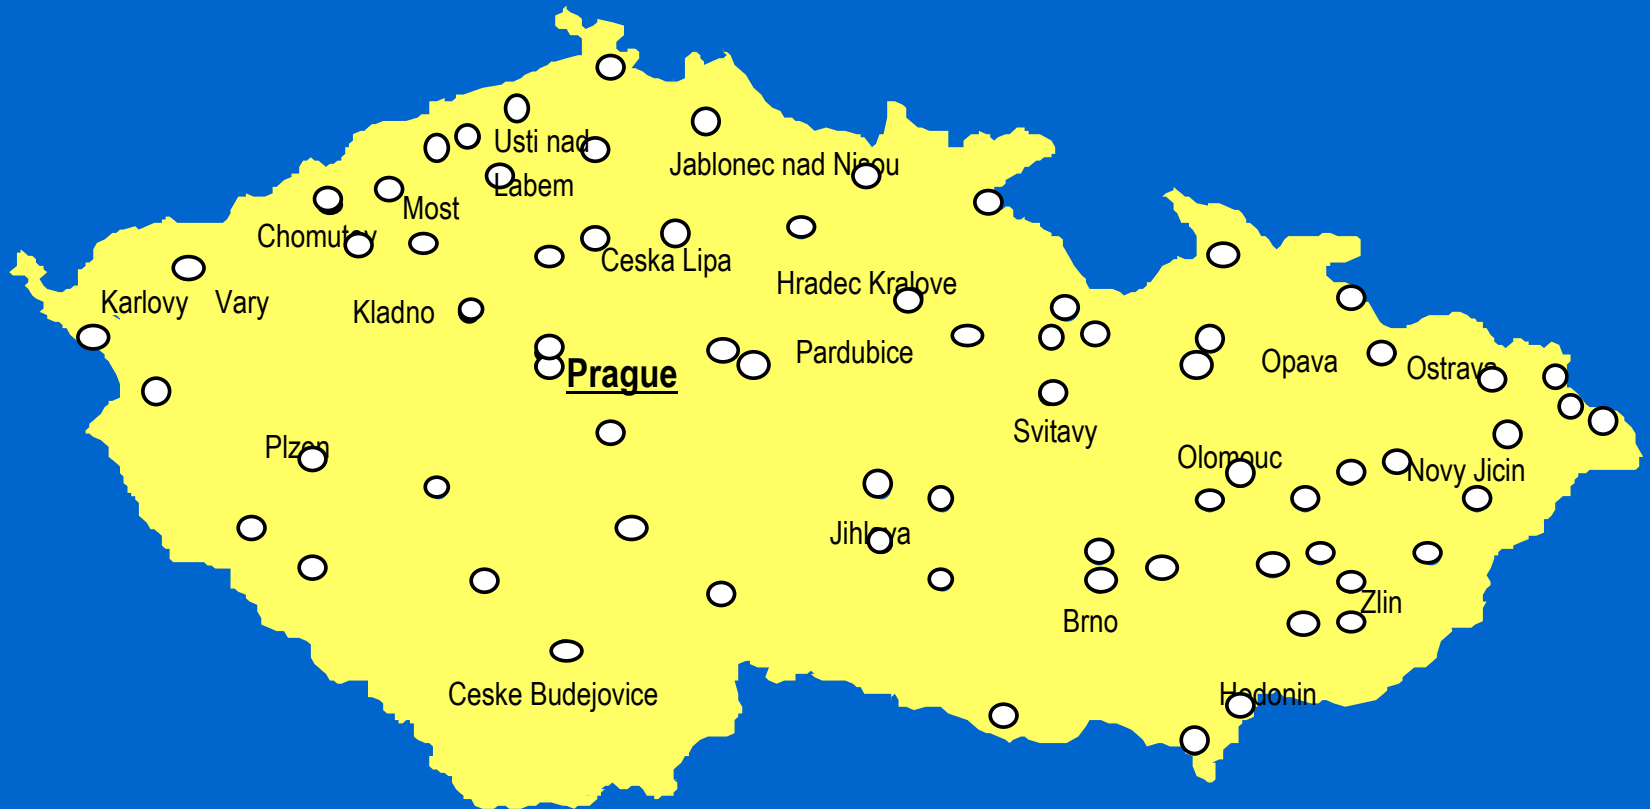 Usti nad
Labem
Jablonec nad Nisou
Most
Chomutov
Ceska Lipa
Karlovy Vary
Kladno
Hradec Kralove
Pardubice
Prague
Opava
Ostrava
Svitavy
Plzen
Olomouc
Novy Jicin
Jihlava
Zlin
Brno
Ceske Budejovice
Hodonin